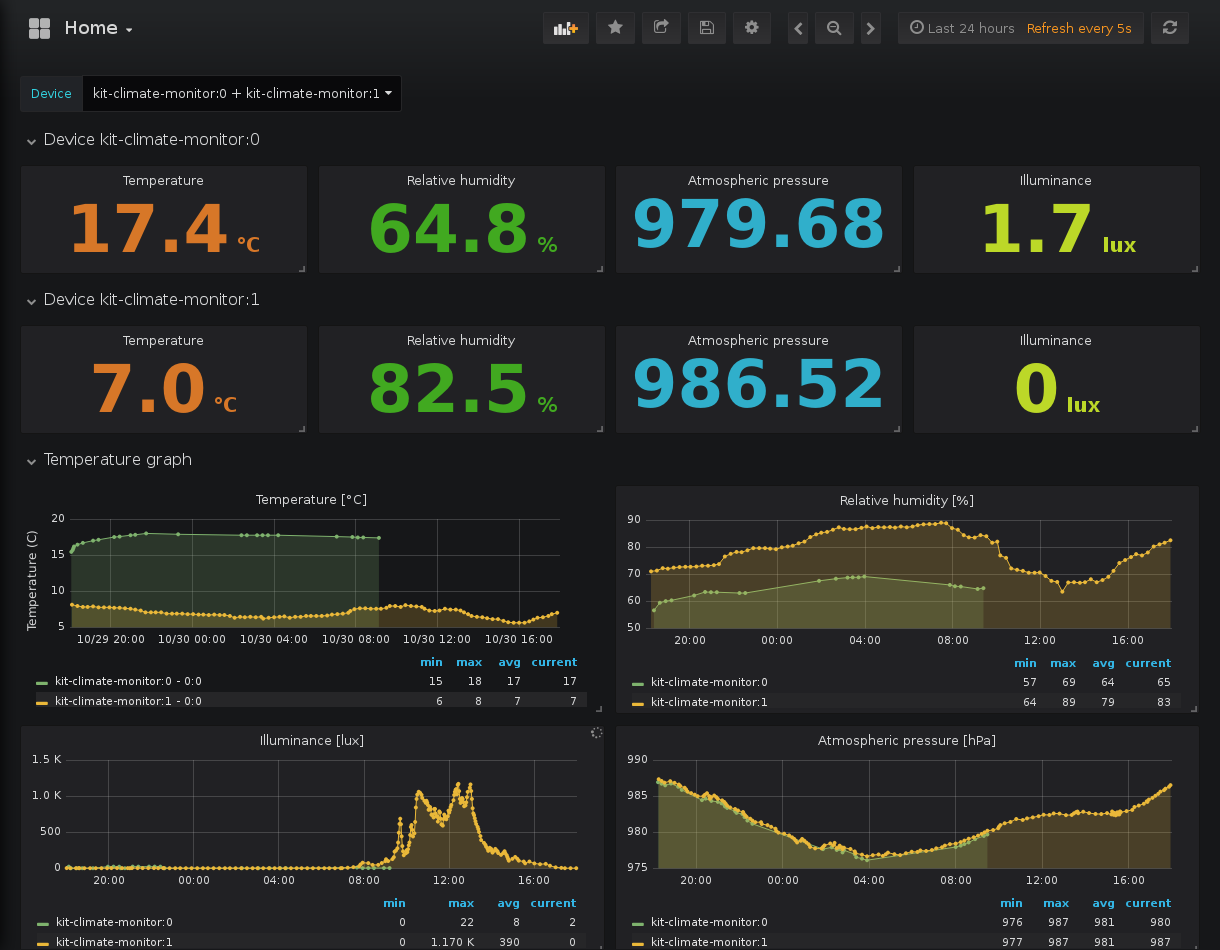 Home
Last 24 hours Refresh every 5s
Device kit-climate-monitor:0 + kit-climate-monitor:1
Device kit-climate-monitor:0
Temperature Relative humidity Atmospheric pressure Illuminance
17.4 °C 64.8 % 979.68 1.7 lux
Device kit-climate-monitor:1
Temperature Relative humidity Atmospheric pressure Illuminance
7.0 °C 82.5 % 986.52 0 lux
Temperature graph
Temperature [°C]
Temperature (C)
20
15
10
5
10/29 20:00 10/30 00:00 10/30 04:00 10/30 08:00 10/30 12:00 10/30 16:00
min max avg current
kit-climate-monitor:0 - 0:0 15 18 17 17
kit-climate-monitor:1 - 0:0 6 8 7 7
Relative humidity [%]
90
80
70
60
50
20:00 00:00 04:00 08:00 12:00 16:00
min max avg current
kit-climate-monitor:0 57 69 64 65
kit-climate-monitor:1 64 89 79 83
Illuminance [lux]
1.5 K
1.0 K
500
0
20:00 00:00 04:00 08:00 12:00 16:00
min max avg current
kit-climate-monitor:0 0 22 8 2
kit-climate-monitor:1 0 1.170 K 390 0
Atmospheric pressure [hPa]
990
985
980
975
20:00 00:00 04:00 08:00 12:00 16:00
min max avg current
kit-climate-monitor:0 976 987 981 980
kit-climate-monitor:1 977 987 981 987